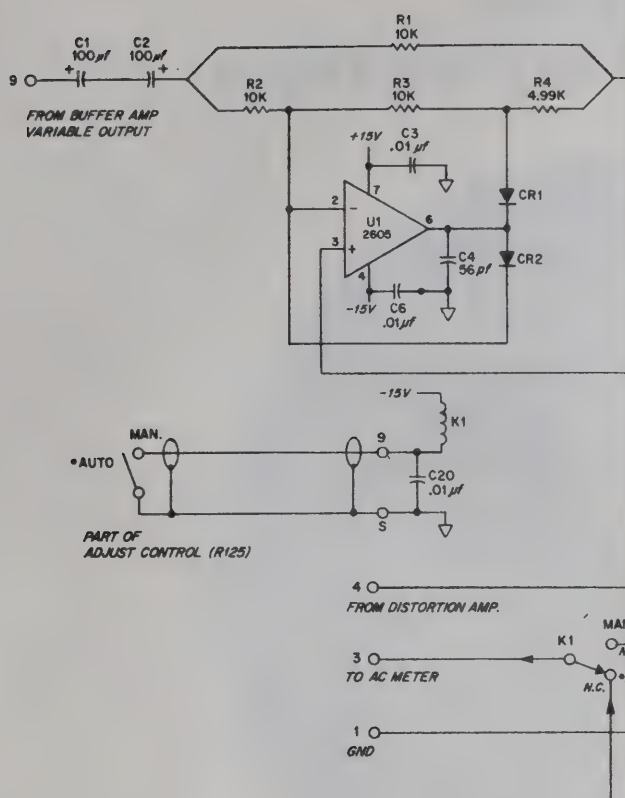 R1
10K
C1
100µf
C2
100µf
+
+
9
R2
10K
R3
10K
R4
4.99K
FROM BUFFER AMP
VARIABLE OUTPUT
+15V
C3
.01µf
7
2
-
U1
2605
6
3
+
4
CR1
C4
56pf
CR2
-15V
C6
.01µf
-15V
K1
MAN.
•AUTO
9
C20
.01µf
S
PART OF
ADJUST CONTROL (R125)
4
FROM DISTORTION AMP.
K1
3
TO AC METER
N.C.
1
GND